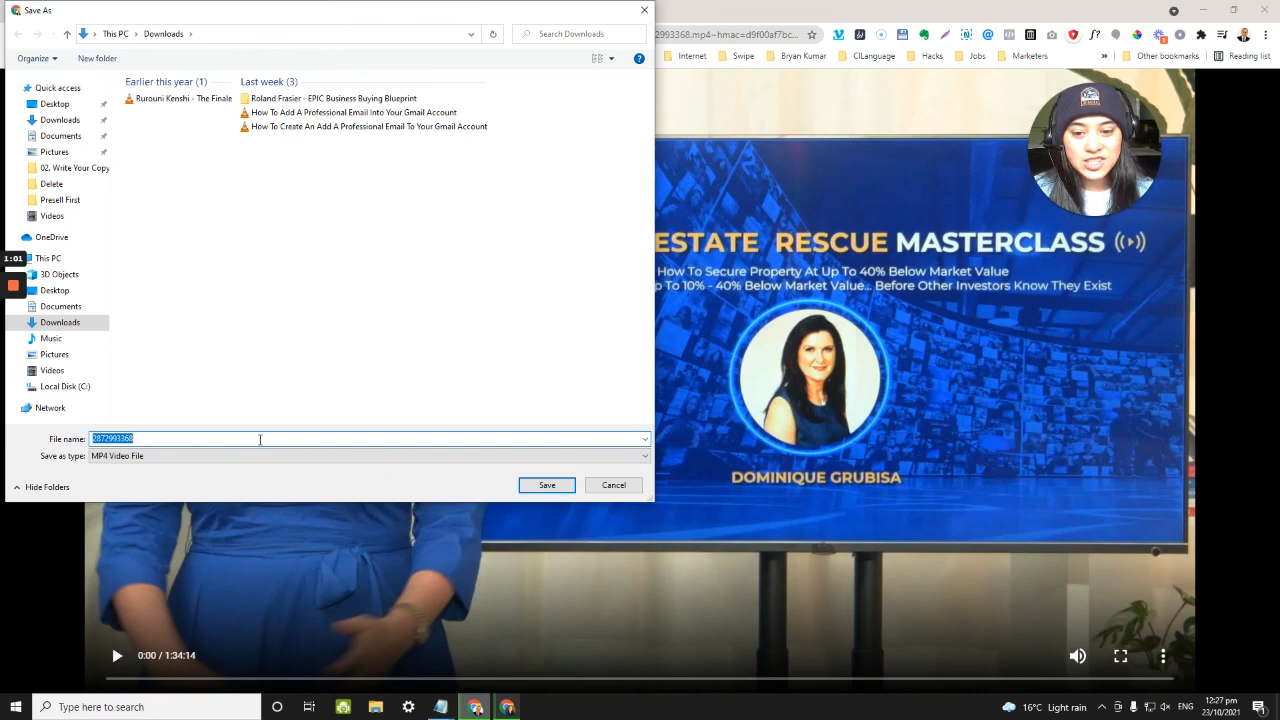 Save As
This PC
Downloads
Search Downloads
Organize
New folder
Quick access
Desktop
Downloads
Documents
Pictures
02. Write Your Copy
Delete
Presell First
Videos
OneDrive
This PC
3D Objects
Desktop
Documents
Downloads
Music
Pictures
Videos
Local Disk (C:)
Network
Earlier this year (1)
Rurouni Kenshi - The Finale
Last week (3)
Roland Frasier - EPIC Business Buying Blueprint
How To Add A Professional Email Into Your Gmail Account
How To Create An Add A Professional Email To Your Gmail Account
File name:
2872993368
Save as type:
MP4 Video File
Hide Folders
Save
Cancel
1:01
2993368.mp4~hmac=d9f00af7bc...
Internet
Swipe
Bryan Kumar
CILanguage
Hacks
Jobs
Marketers
»
Other bookmarks
Reading list
ESTATE RESCUE MASTERCLASS
How To Secure Property At Up To 40% Below Market Value
p To 10% - 40% Below Market Value... Before Other Investors Know They Exist
DOMINIQUE GRUBISA
0:00 / 1:34:14
Type here to search
16°C Light rain
ENG
12:27 pm
23/10/2021